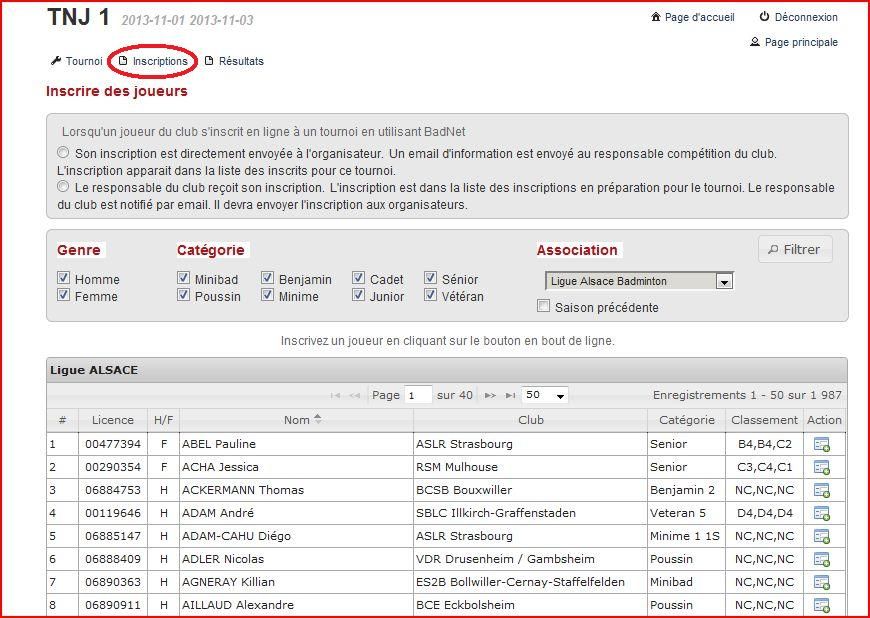 TNJ 1 2013-11-01 2013-11-03
Page d'accueil Déconnexion
Page principale
Tournoi Inscriptions Résultats
Inscrire des joueurs
Lorsqu'un joueur du club s'inscrit en ligne à un tournoi en utilisant BadNet
Son inscription est directement envoyée à l'organisateur. Un email d'information est envoyé au responsable compétition du club.
L'inscription apparait dans la liste des inscrits pour ce tournoi.
Le responsable du club reçoit son inscription. L'inscription est dans la liste des inscriptions en préparation pour le tournoi. Le responsable
du club est notifié par email. Il devra envoyer l'inscription aux organisateurs.
Genre Catégorie Association Filtrer
Homme Minibad Benjamin Cadet Sénior Ligue Alsace Badminton
Femme Poussin Minime Junior Vétéran
Saison précédente
Inscrivez un joueur en cliquant sur le bouton en bout de ligne.
Ligue ALSACE
Page 1 sur 40 50 Enregistrements 1 - 50 sur 1 987
# Licence H/F Nom Club Catégorie Classement Action
1 00477394 F ABEL Pauline ASLR Strasbourg Senior B4,B4,C2
2 00290354 F ACHA Jessica RSM Mulhouse Senior C3,C4,C1
3 06884753 H ACKERMANN Thomas BCSB Bouxwiller Benjamin 2 NC,NC,NC
4 00119646 H ADAM André SBLC Illkirch-Graffenstaden Veteran 5 D4,D4,D4
5 06885147 H ADAM-CAHU Diégo ASLR Strasbourg Minime 1 1S NC,NC,NC
6 06888409 H ADLER Nicolas VDR Drusenheim / Gambsheim Poussin NC,NC,NC
7 06890363 H AGNERAY Killian ES2B Bollwiller-Cernay-Staffelfelden Minibad NC,NC,NC
8 06890911 H AILLAUD Alexandre BCE Eckbolsheim Poussin NC,NC,NC